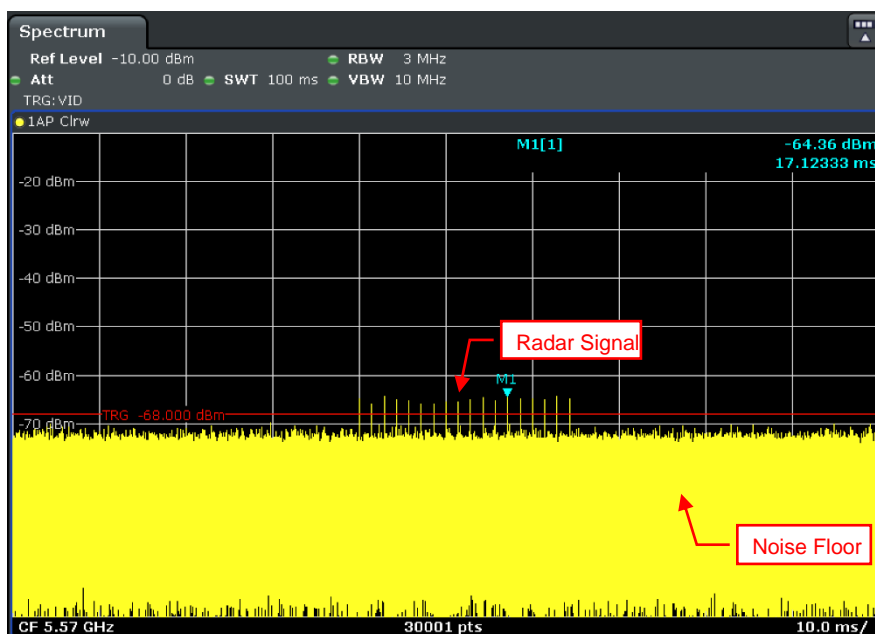 Spectrum
Ref Level -10.00 dBm RBW 3 MHz
Att 0 dB SWT 100 ms VBW 10 MHz
TRG:VID
1AP Clrw
M1[1] -64.36 dBm
17.12333 ms
-20 dBm
-30 dBm
-40 dBm
-50 dBm
Radar Signal
-60 dBm
M1
TRG -68.000 dBm
-70 dBm
Noise Floor
CF 5.57 GHz 30001 pts 10.0 ms/